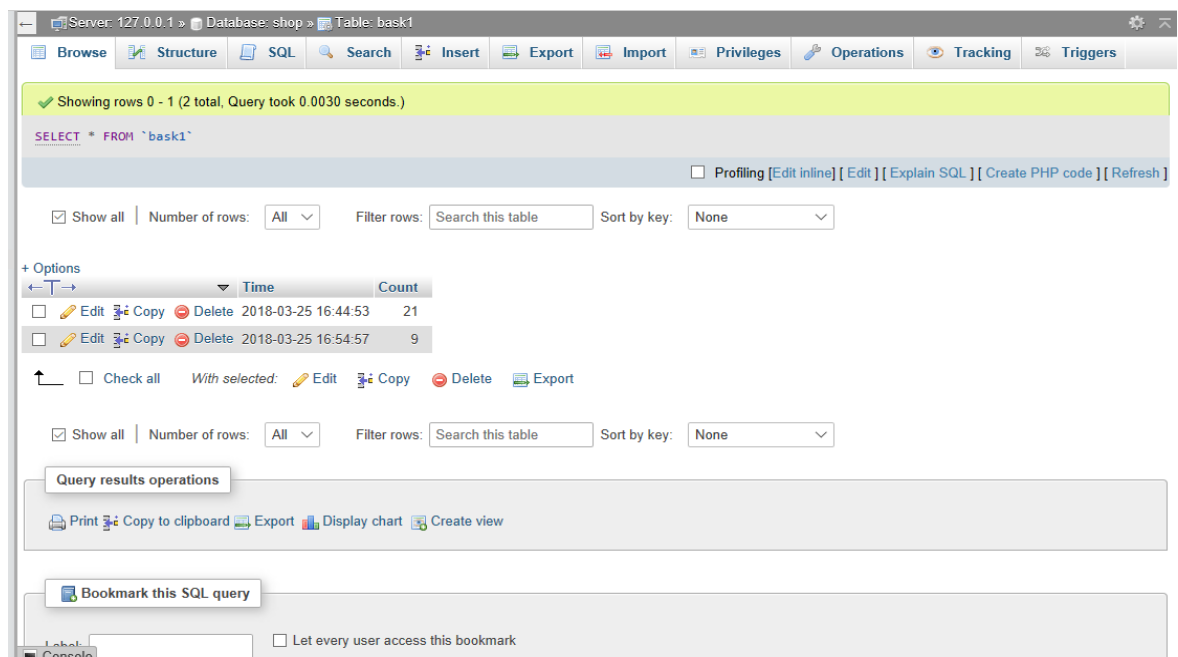 Server: 127.0.0.1 » Database: shop » Table: bask1
Browse Structure SQL Search Insert Export Import Privileges Operations Tracking Triggers
Showing rows 0 - 1 (2 total, Query took 0.0030 seconds.)
SELECT * FROM `bask1`
Profiling [Edit inline] [ Edit ] [ Explain SQL ] [ Create PHP code ] [ Refresh ]
Show all Number of rows: All Filter rows: Search this table Sort by key: None
+ Options
←T→ Time Count
Edit Copy Delete 2018-03-25 16:44:53 21
Edit Copy Delete 2018-03-25 16:54:57 9
Check all With selected: Edit Copy Delete Export
Show all Number of rows: All Filter rows: Search this table Sort by key: None
Query results operations
Print Copy to clipboard Export Display chart Create view
Bookmark this SQL query
Label: Let every user access this bookmark
Console